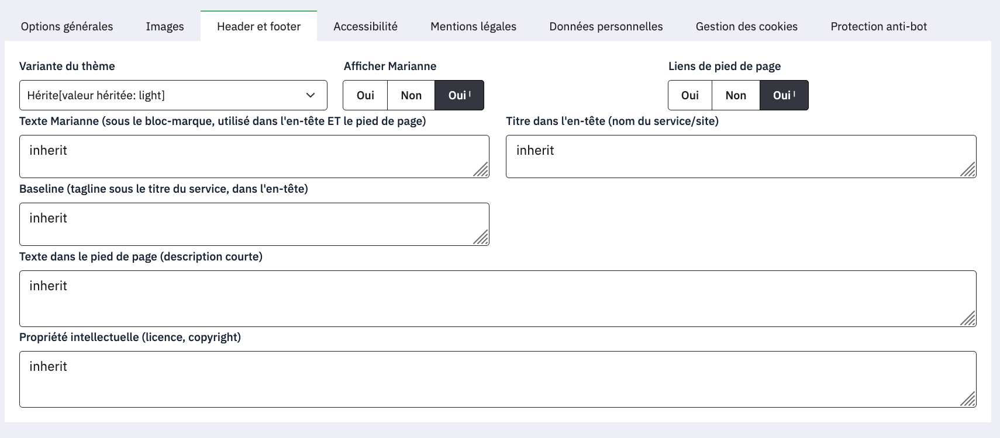 Options générales Images Header et footer Accessibilité Mentions légales Données personnelles Gestion des cookies Protection anti-bot
Variante du thème Afficher Marianne Liens de pied de page
Hérite[valeur héritée: light] Oui Non Oui I Oui Non Oui I
Texte Marianne (sous le bloc-marque, utilisé dans l'en-tête ET le pied de page) Titre dans l'en-tête (nom du service/site)
inherit inherit
Baseline (tagline sous le titre du service, dans l'en-tête)
inherit
Texte dans le pied de page (description courte)
inherit
Propriété intellectuelle (licence, copyright)
inherit